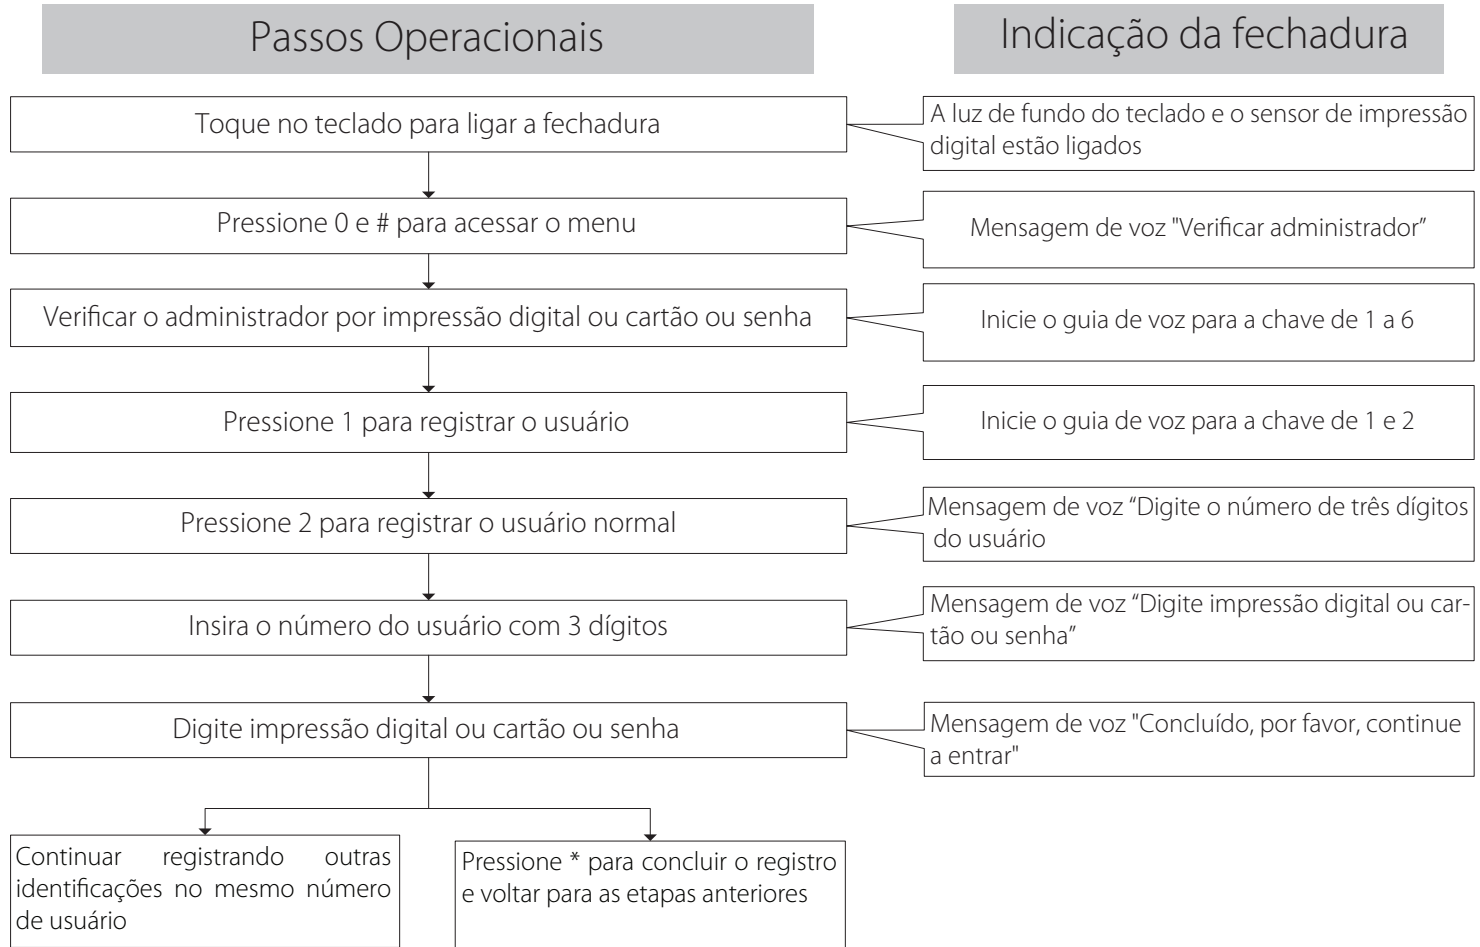 Passos Operacionais
Indicação da fechadura
Toque no teclado para ligar a fechadura
A luz de fundo do teclado e o sensor de impressão
digital estão ligados
Pressione 0 e # para acessar o menu
Mensagem de voz "Verificar administrador”
Verificar o administrador por impressão digital ou cartão ou senha
Inicie o guia de voz para a chave de 1 a 6
Pressione 1 para registrar o usuário
Inicie o guia de voz para a chave de 1 e 2
Pressione 2 para registrar o usuário normal
Mensagem de voz “Digite o número de três dígitos
do usuário
Insira o número do usuário com 3 dígitos
Mensagem de voz “Digite impressão digital ou car-
tão ou senha”
Digite impressão digital ou cartão ou senha
Mensagem de voz "Concluído, por favor, continue
a entrar"
Continuar registrando outras
identificações no mesmo número
de usuário
Pressione * para concluir o registro
e voltar para as etapas anteriores